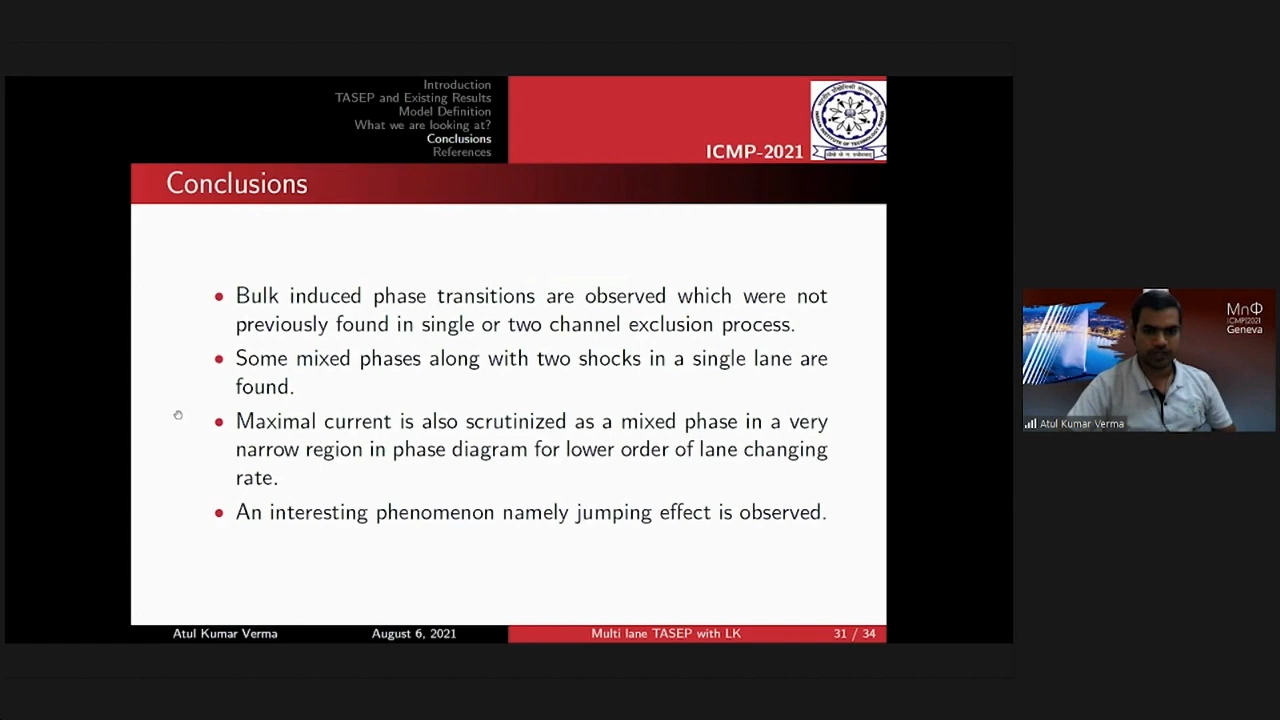 Introduction
TASEP and Existing Results
Model Definition
What we are looking at?
Conclusions
References
ICMP-2021
Conclusions
• Bulk induced phase transitions are observed which were not
previously found in single or two channel exclusion process.
• Some mixed phases along with two shocks in a single lane are
found.
• Maximal current is also scrutinized as a mixed phase in a very
narrow region in phase diagram for lower order of lane changing
rate.
• An interesting phenomenon namely jumping effect is observed.
Atul Kumar Verma
August 6, 2021
Multi lane TASEP with LK
31 / 34
MnΦ
ICMP|2021
Geneva
Atul Kumar Verma